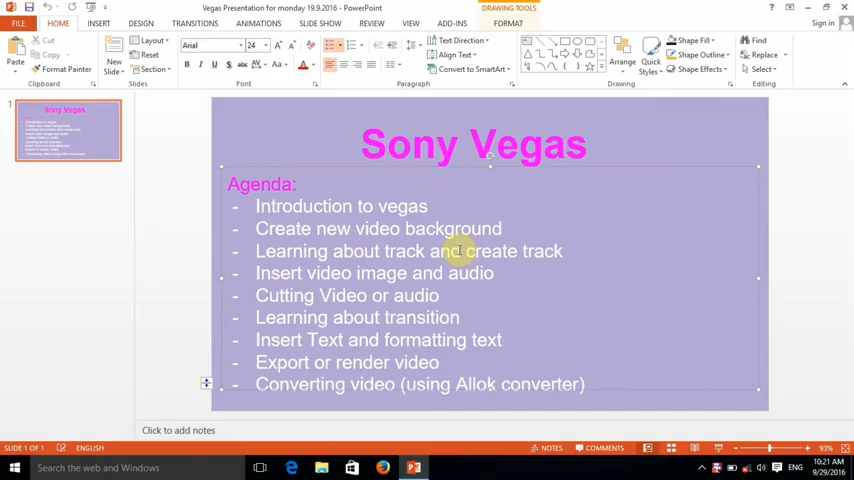 Vegas Presentation for monday 19.9.2016 - PowerPoint
DRAWING TOOLS
FILE HOME INSERT DESIGN TRANSITIONS ANIMATIONS SLIDE SHOW REVIEW VIEW ADD-INS FORMAT
Sign in
Paste
Cut
Copy
Format Painter
Clipboard
New Slide
Layout
Reset
Section
Slides
Arial 24
Font
Text Direction
Align Text
Convert to SmartArt
Paragraph
Arrange
Quick Styles
Shape Fill
Shape Outline
Shape Effects
Drawing
Find
Replace
Select
Editing
1
Sony Vegas
Agenda:
- Introduction to vegas
- Create new video background
- Learning about track and create track
- Insert video image and audio
- Cutting Video or audio
- Learning about transition
- Insert Text and formatting text
- Export or render video
- Converting video (using Allok converter)
Click to add notes
SLIDE 1 OF 1 ENGLISH NOTES COMMENTS 93%
Search the web and Windows
ENG
10:21 AM
9/29/2016